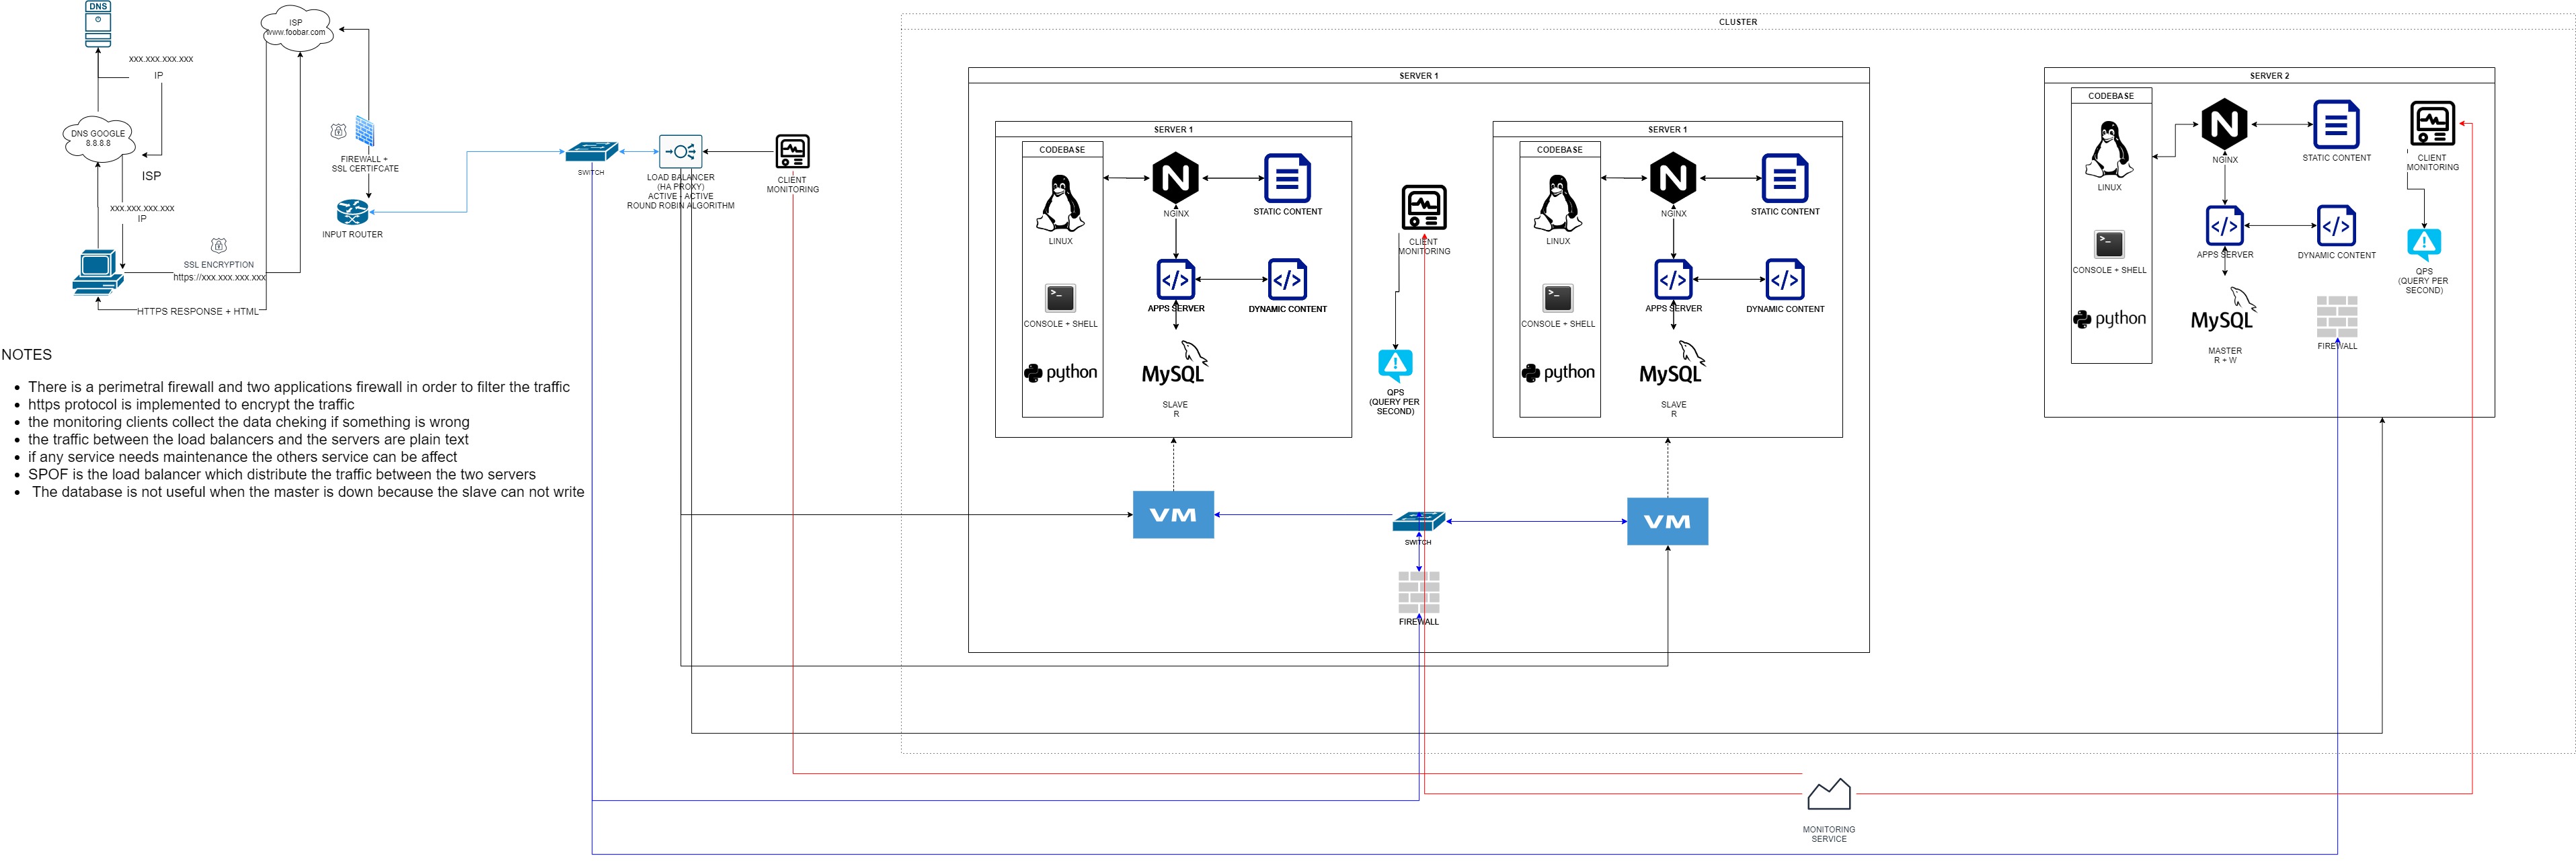 DNS
xxx.xxx.xxx.xxx
IP
DNS GOOGLE
8.8.8.8
ISP
xxx.xxx.xxx.xxx
IP
SSL ENCRYPTION
https://xxx.xxx.xxx.xxx
HTTPS RESPONSE + HTML
ISP
www.foobar.com
FIREWALL +
SSL CERTIFCATE
INPUT ROUTER
SWITCH
LOAD BALANCER
(HA PROXY)
ACTIVE - ACTIVE
ROUND ROBIN ALGORITHM
CLIENT
MONITORING
NOTES
• There is a perimetral firewall and two applications firewall in order to filter the traffic
• https protocol is implemented to encrypt the traffic
• the monitoring clients collect the data cheking if something is wrong
• the traffic between the load balancers and the servers are plain text
• if any service needs maintenance the others service can be affect
• SPOF is the load balancer which distribute the traffic between the two servers
• The database is not useful when the master is down because the slave can not write
CLUSTER
SERVER 1
SERVER 1
CODEBASE
LINUX
CONSOLE + SHELL
python
N
NGINX
STATIC CONTENT
</>
APPS SERVER
</>
DYNAMIC CONTENT
MySQL
SLAVE
R
CLIENT
MONITORING
QPS
(QUERY PER
SECOND)
SERVER 1
CODEBASE
LINUX
CONSOLE + SHELL
python
N
NGINX
STATIC CONTENT
</>
APPS SERVER
</>
DYNAMIC CONTENT
MySQL
SLAVE
R
VM
SWITCH
VM
FIREWALL
SERVER 2
CODEBASE
LINUX
CONSOLE + SHELL
python
N
NGINX
STATIC CONTENT
</>
APPS SERVER
</>
DYNAMIC CONTENT
MySQL
MASTER
R + W
CLIENT
MONITORING
QPS
(QUERY PER
SECOND)
FIREWALL
MONITORING
SERVICE